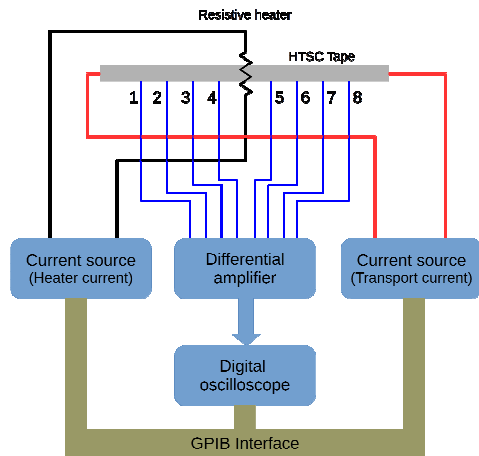 Resistive heater
HTSC Tape
1 2 3 4 5 6 7 8
Current source
(Heater current)
Differential
amplifier
Current source
(Transport current)
Digital
oscilloscope
GPIB Interface